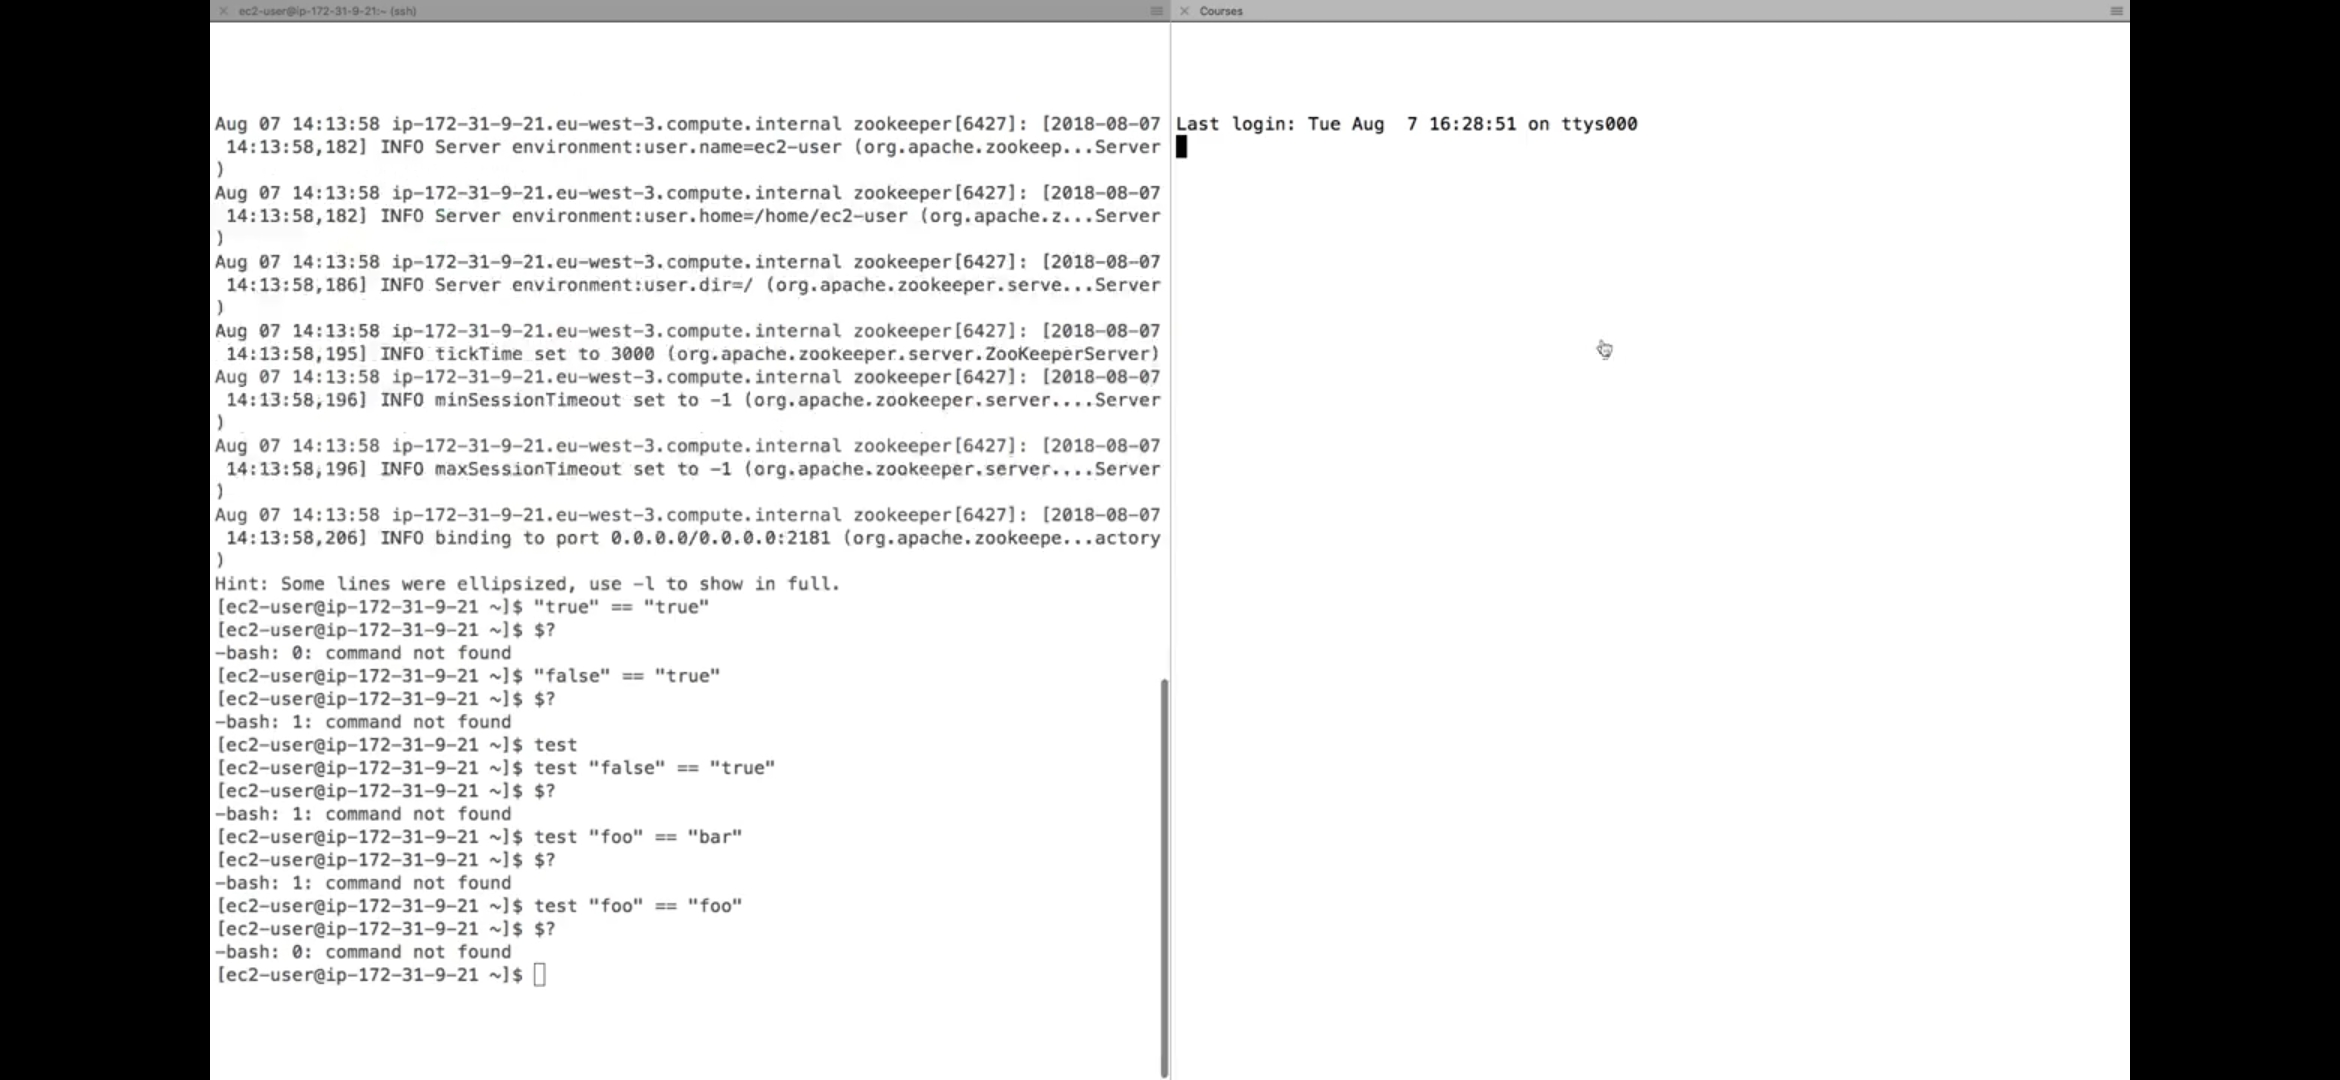 ec2-user@ip-172-31-9-21:~ (ssh)
Courses
Aug 07 14:13:58 ip-172-31-9-21.eu-west-3.compute.internal zookeeper[6427]: [2018-08-07
14:13:58,182] INFO Server environment:user.name=ec2-user (org.apache.zookeep...Server
)
Aug 07 14:13:58 ip-172-31-9-21.eu-west-3.compute.internal zookeeper[6427]: [2018-08-07
14:13:58,182] INFO Server environment:user.home=/home/ec2-user (org.apache.z...Server
)
Aug 07 14:13:58 ip-172-31-9-21.eu-west-3.compute.internal zookeeper[6427]: [2018-08-07
14:13:58,186] INFO Server environment:user.dir=/ (org.apache.zookeeper.serve...Server
)
Aug 07 14:13:58 ip-172-31-9-21.eu-west-3.compute.internal zookeeper[6427]: [2018-08-07
14:13:58,195] INFO tickTime set to 3000 (org.apache.zookeeper.server.ZooKeeperServer)
Aug 07 14:13:58 ip-172-31-9-21.eu-west-3.compute.internal zookeeper[6427]: [2018-08-07
14:13:58,196] INFO minSessionTimeout set to -1 (org.apache.zookeeper.server....Server
)
Aug 07 14:13:58 ip-172-31-9-21.eu-west-3.compute.internal zookeeper[6427]: [2018-08-07
14:13:58,196] INFO maxSessionTimeout set to -1 (org.apache.zookeeper.server....Server
)
Aug 07 14:13:58 ip-172-31-9-21.eu-west-3.compute.internal zookeeper[6427]: [2018-08-07
14:13:58,206] INFO binding to port 0.0.0.0/0.0.0.0:2181 (org.apache.zookeepe...actory
)
Hint: Some lines were ellipsized, use -l to show in full.
[ec2-user@ip-172-31-9-21 ~]$ "true" == "true"
[ec2-user@ip-172-31-9-21 ~]$ $?
-bash: 0: command not found
[ec2-user@ip-172-31-9-21 ~]$ "false" == "true"
[ec2-user@ip-172-31-9-21 ~]$ $?
-bash: 1: command not found
[ec2-user@ip-172-31-9-21 ~]$ test
[ec2-user@ip-172-31-9-21 ~]$ test "false" == "true"
[ec2-user@ip-172-31-9-21 ~]$ $?
-bash: 1: command not found
[ec2-user@ip-172-31-9-21 ~]$ test "foo" == "bar"
[ec2-user@ip-172-31-9-21 ~]$ $?
-bash: 1: command not found
[ec2-user@ip-172-31-9-21 ~]$ test "foo" == "foo"
[ec2-user@ip-172-31-9-21 ~]$ $?
-bash: 0: command not found
[ec2-user@ip-172-31-9-21 ~]$
Last login: Tue Aug  7 16:28:51 on ttys000